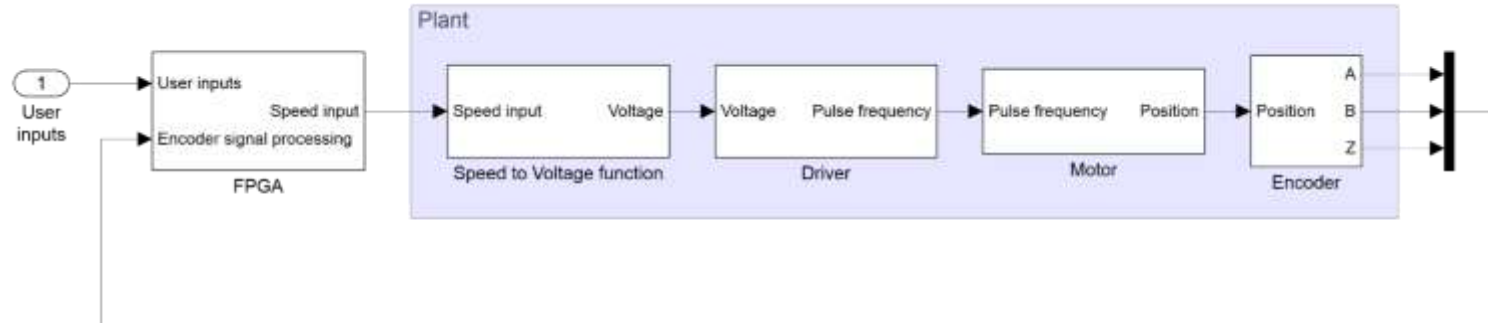 Plant
1
User
inputs
User inputs
Speed input
Encoder signal processing
FPGA
Speed input
Voltage
Speed to Voltage function
Voltage
Pulse frequency
Driver
Pulse frequency
Position
Motor
Position
A
B
Z
Encoder